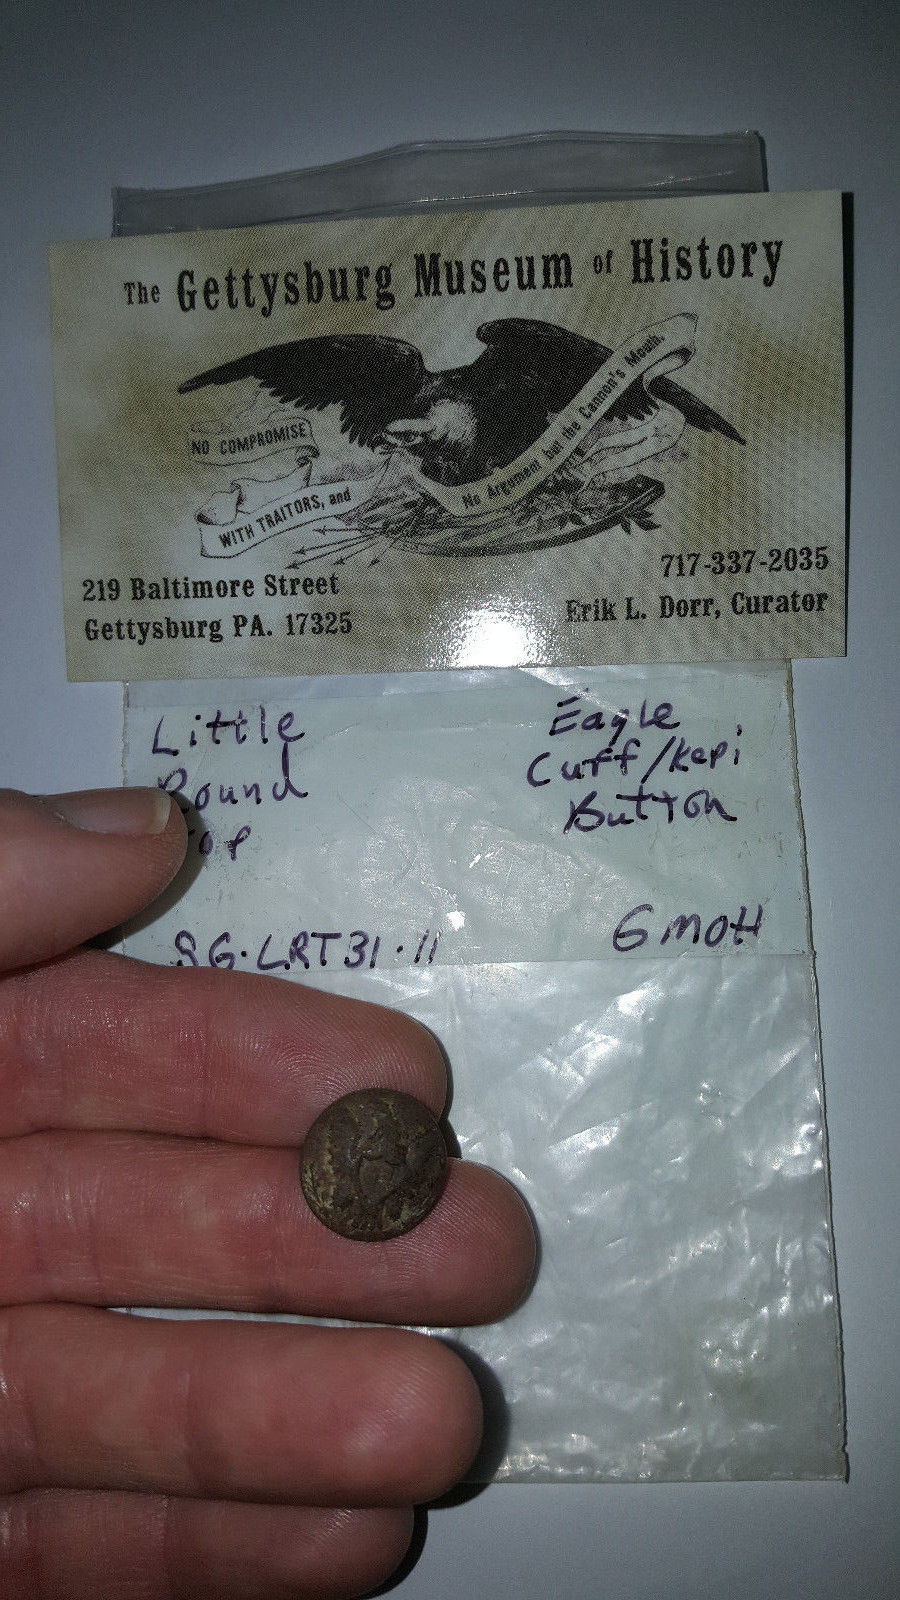 The Gettysburg Museum of History
NO COMPROMISE
WITH TRAITORS, and
No Argument but the Cannon's Mouth.
219 Baltimore Street
Gettysburg PA. 17325
717-337-2035
Erik L. Dorr, Curator
Little
Round
Top
Eagle
Cuff/Kepi
Button
SG.LRT31.11
GMOH